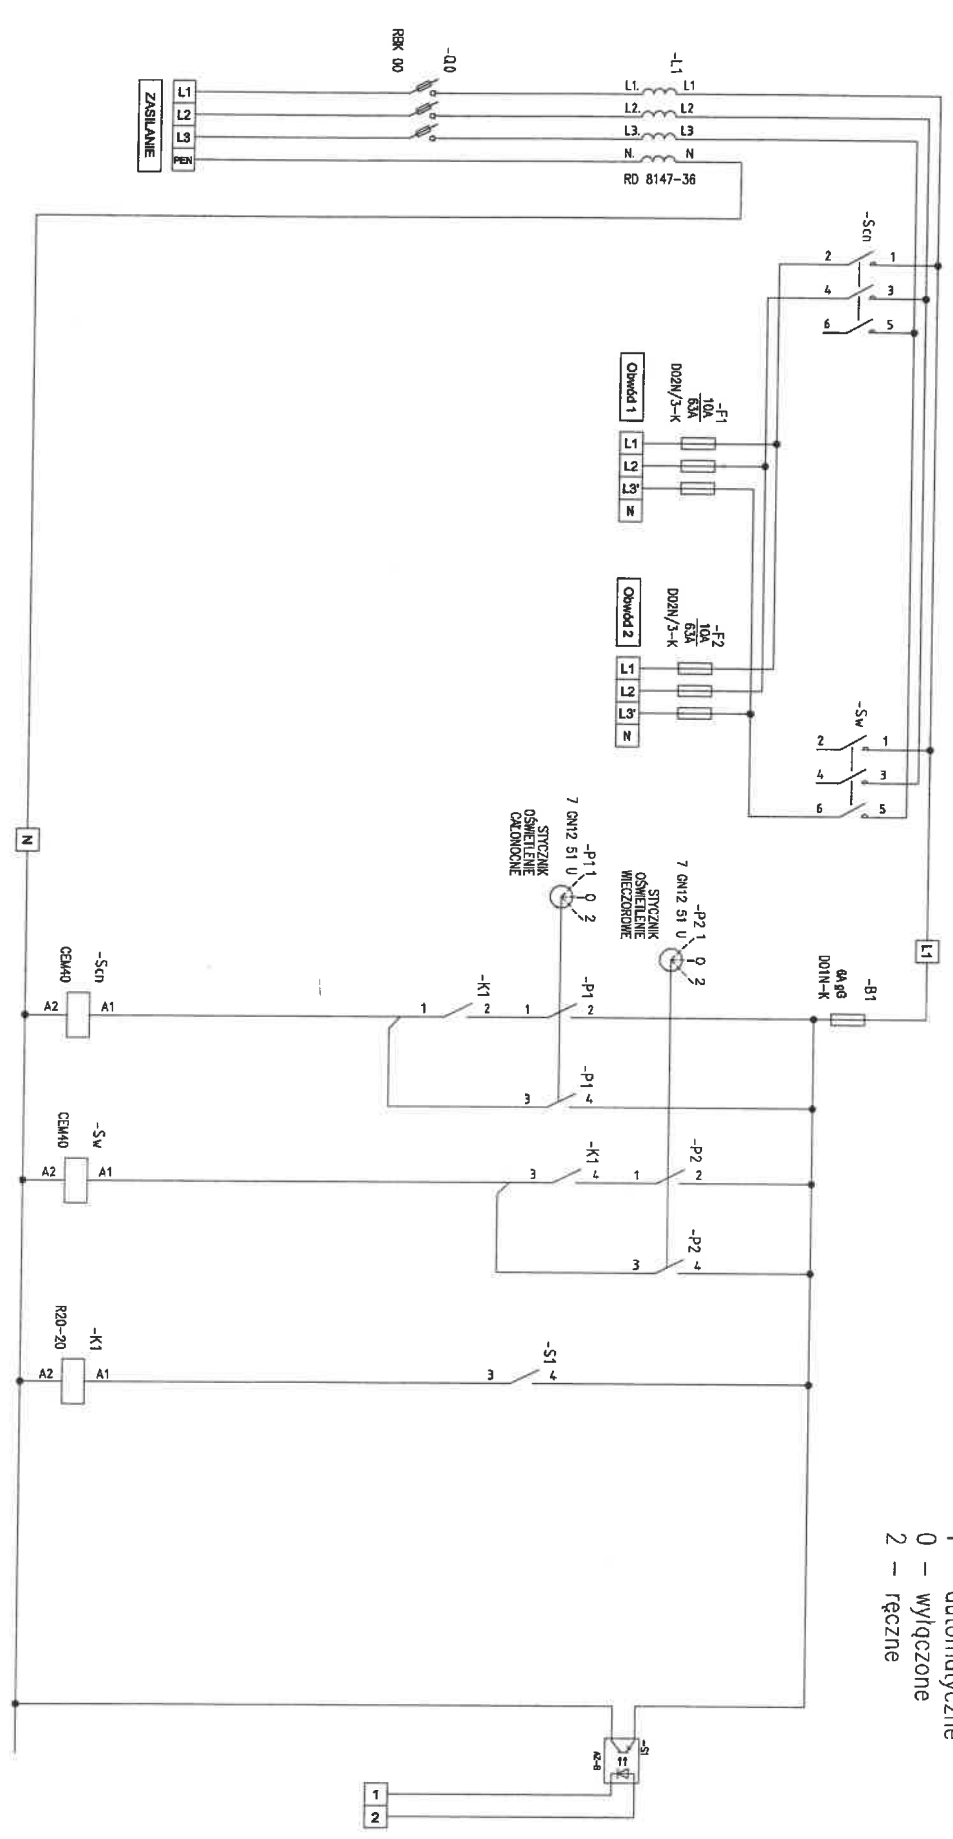 -Q0
RBK 00
-L1
L1. L1
L2. L2
L3. L3
N. N
RD 8147-36
ZASILANIE
L1
L2
L3
PEN
-Scn
2 1
4 3
6 5
Obwód 1
D02N/3-K
10A
63A
-F1
L1
L2
L3'
N
Obwód 2
D02N/3-K
10A
63A
-F2
L1
L2
L3'
N
-Sw
2 1
4 3
6 5
-P1 1
0
2
7 GN12 51 U
STYCZNIK
OŚWIETLENIE
CAŁONOCNE
-P2 1
0
2
7 GN12 51 U
STYCZNIK
OŚWIETLENIE
WIECZOROWE
N
L1
-B1
6A gG
D01N-K
-Scn
CEM40
A2 A1
-K1
1 2
-P1
1 2
-P1
3 4
-Sw
CEM40
A2 A1
-K1
3 4
-P2
1 2
-P2
3 4
-K1
R20-20
A2 A1
-S1
3 4
automatyczne
0 - wyłączone
2 - ręczne
-S1
AZ-B
1
2